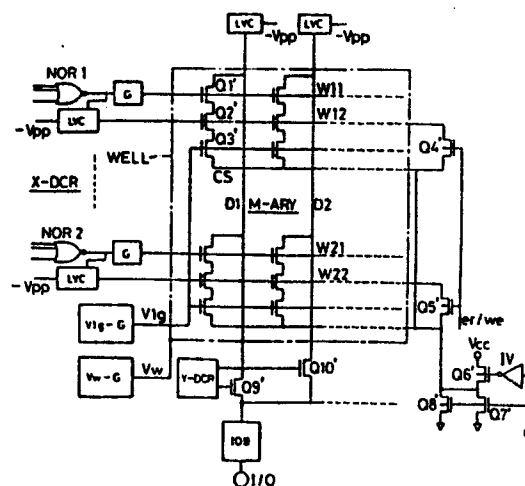 LVC LVC
-Vpp -Vpp
NOR 1 G Q1' W11
Q2' W12
-Vpp LVC
WELL Q3' Q4'
X-DCR CS
D1 M-ARY D2
NOR 2 G W21
W22
-Vpp LVC
V1g-G V1g Q5'
er/we
Vcc IV
Vw-G Vw Q6'
Y-DCR Q10'
Q9' Q8' Q7'
IOB
I/O